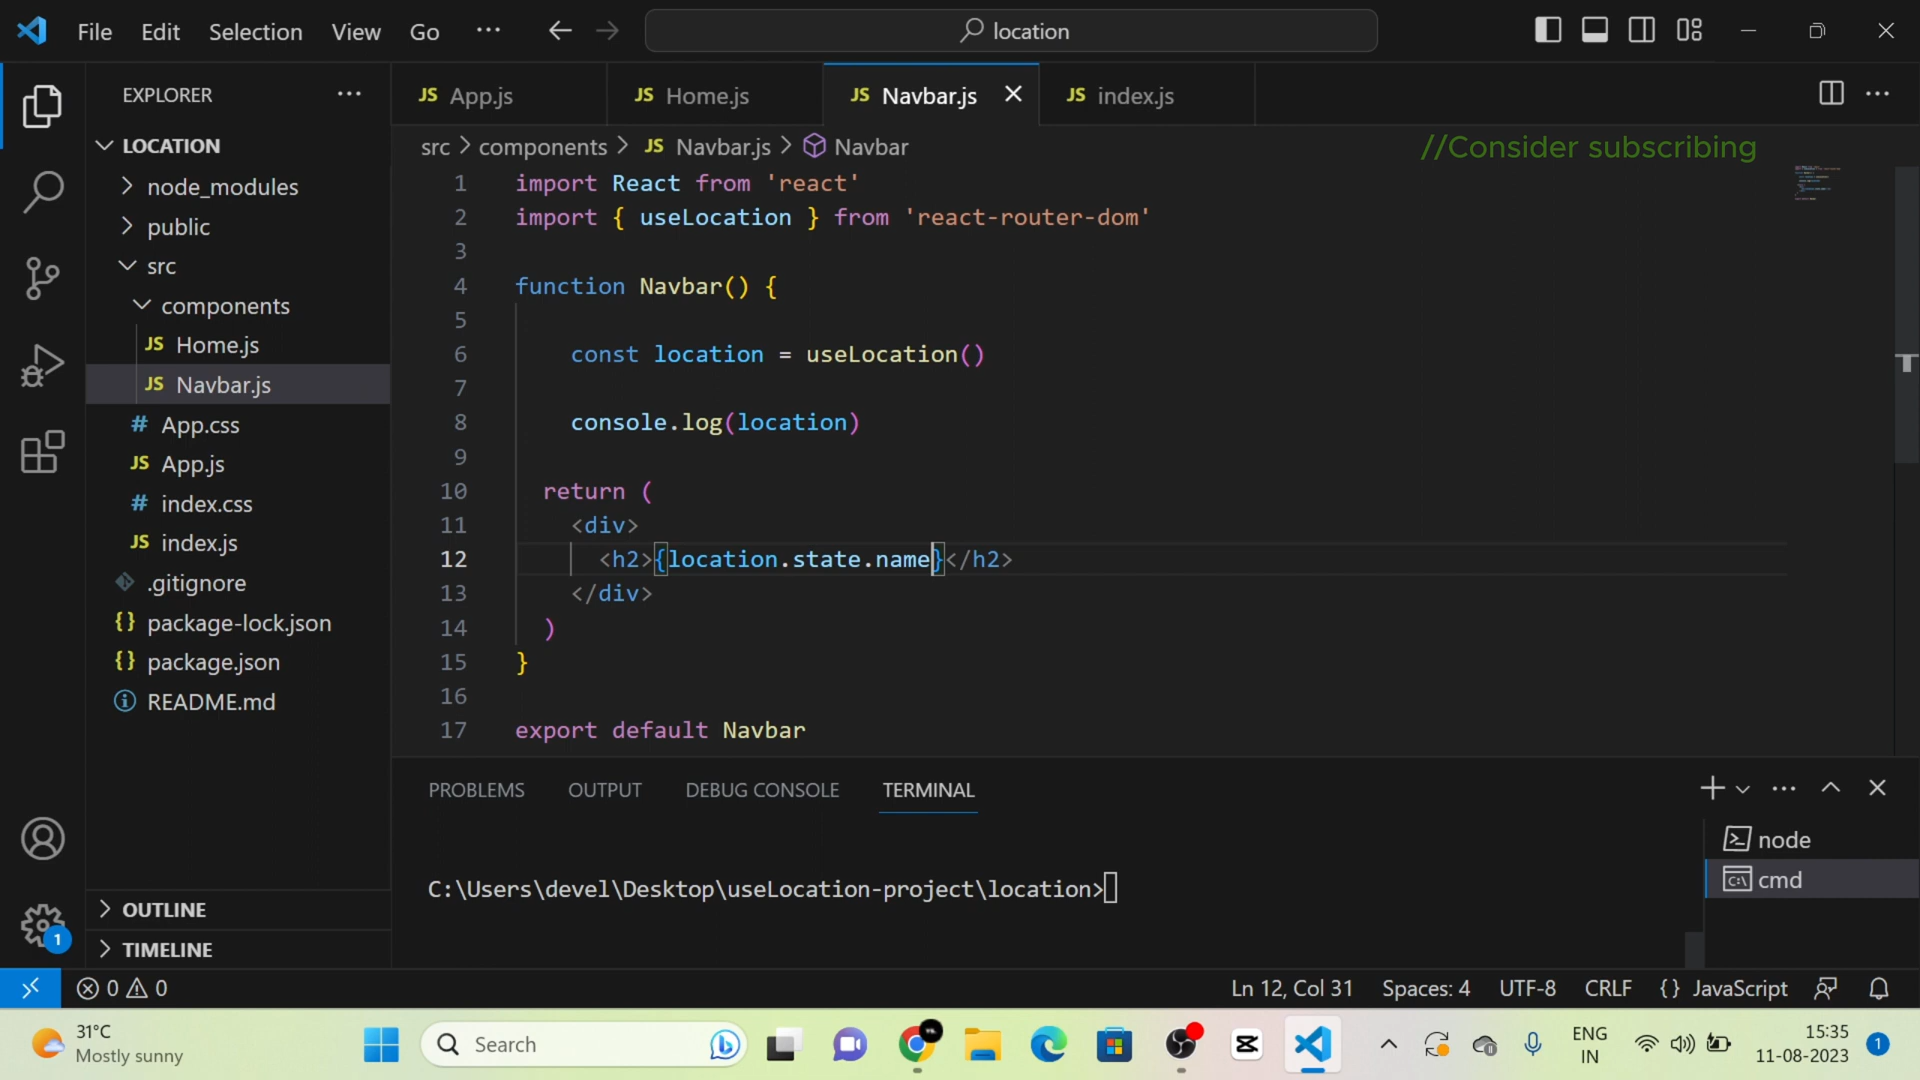 File Edit Selection View Go ··· location
EXPLORER ···
LOCATION
node_modules
public
src
components
JS Home.js
JS Navbar.js
# App.css
JS App.js
# index.css
JS index.js
.gitignore
{} package-lock.json
{} package.json
README.md
OUTLINE
TIMELINE
JS App.js JS Home.js JS Navbar.js JS index.js
src > components > JS Navbar.js > Navbar
//Consider subscribing
1 import React from 'react'
2 import { useLocation } from 'react-router-dom'
3
4 function Navbar() {
5
6 const location = useLocation()
7
8 console.log(location)
9
10 return (
11 <div>
12 <h2>{location.state.name}</h2>
13 </div>
14 )
15 }
16
17 export default Navbar
PROBLEMS OUTPUT DEBUG CONSOLE TERMINAL
C:\Users\devel\Desktop\useLocation-project\location>
node
cmd
1
0 0 Ln 12, Col 31 Spaces: 4 UTF-8 CRLF {} JavaScript
31°C
Mostly sunny
Search
ENG
IN
15:35
11-08-2023
1